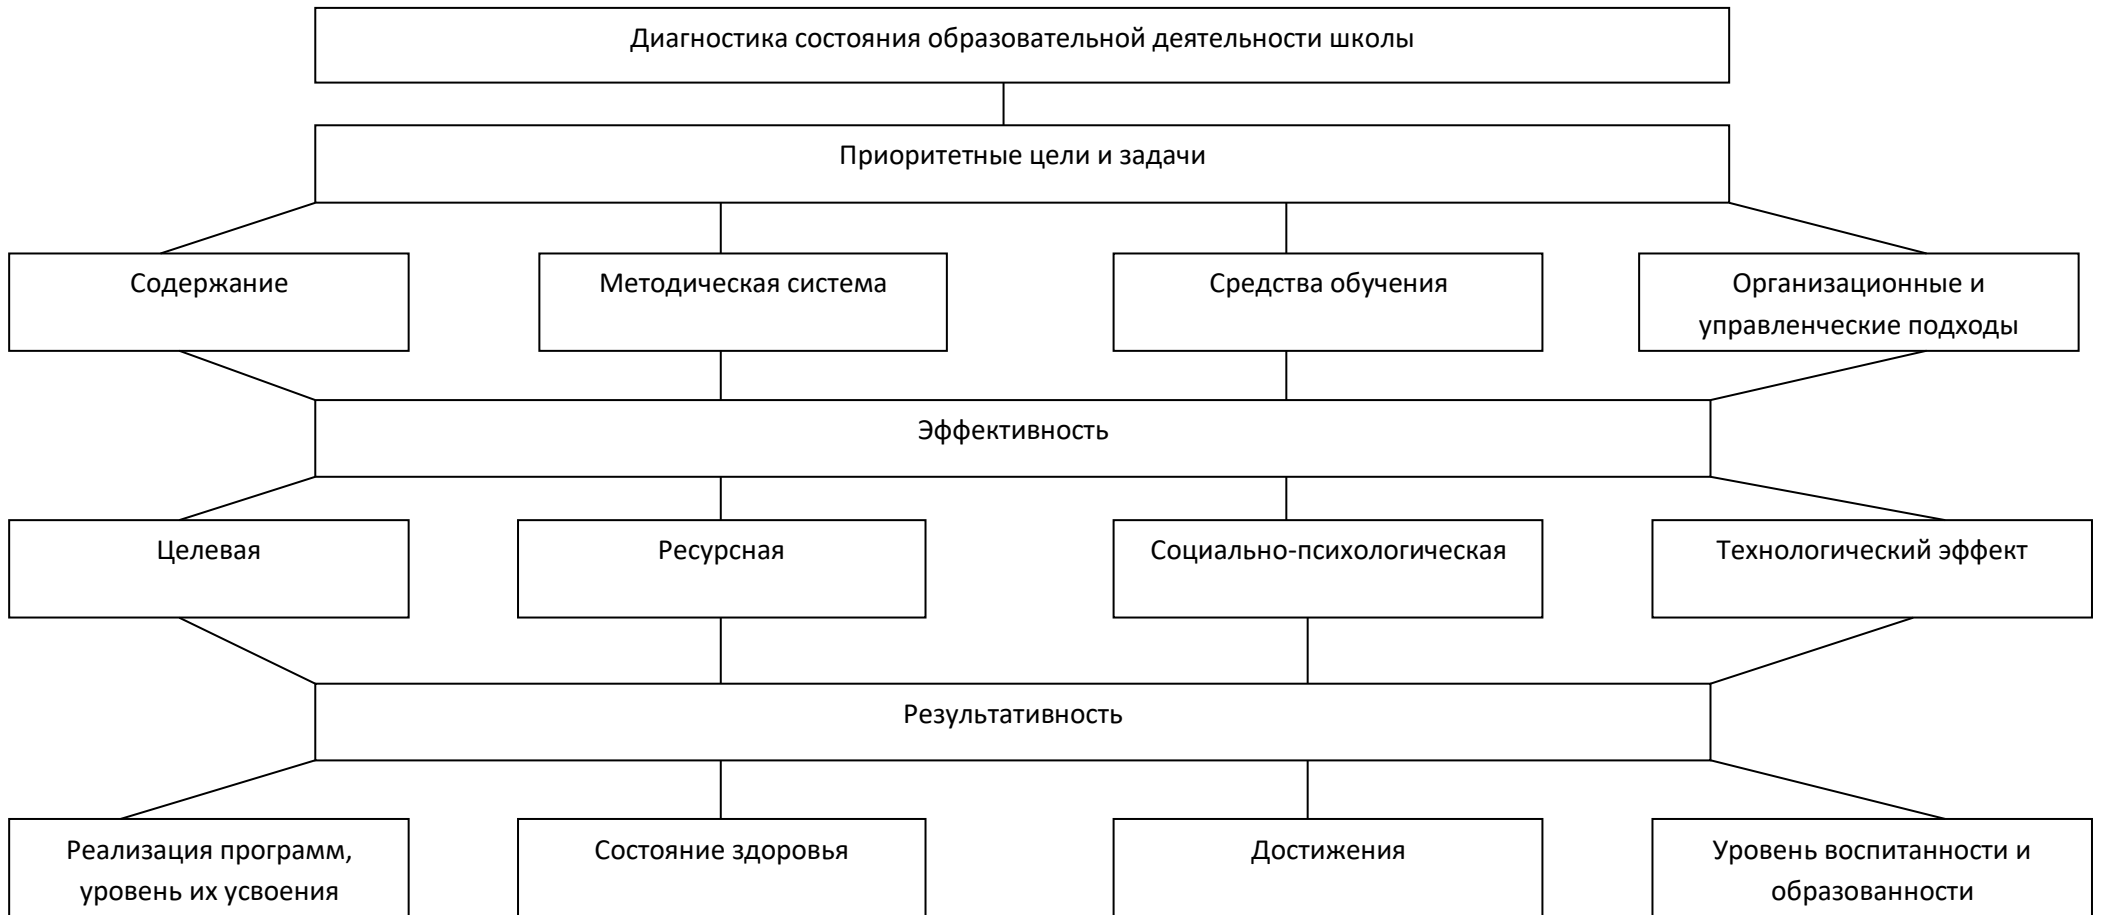 Диагностика состояния образовательной деятельности школы
Приоритетные цели и задачи
Содержание
Методическая система
Средства обучения
Организационные и
управленческие подходы
Эффективность
Целевая
Ресурсная
Социально-психологическая
Технологический эффект
Результативность
Реализация программ,
уровень их усвоения
Состояние здоровья
Достижения
Уровень воспитанности и
образованности